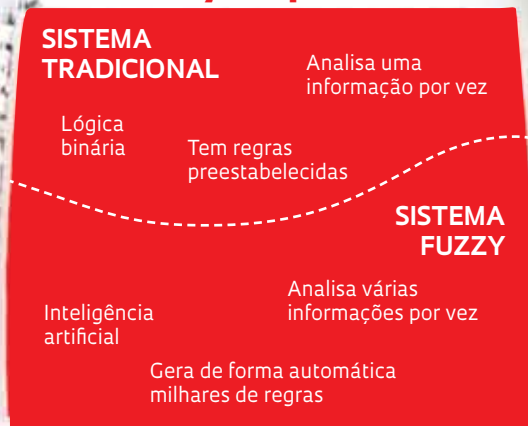 SISTEMA
TRADICIONAL
Analisa uma
informação por vez
Lógica
binária
Tem regras
preestabelecidas
SISTEMA
FUZZY
Analisa várias
informações por vez
Inteligência
artificial
Gera de forma automática
milhares de regras